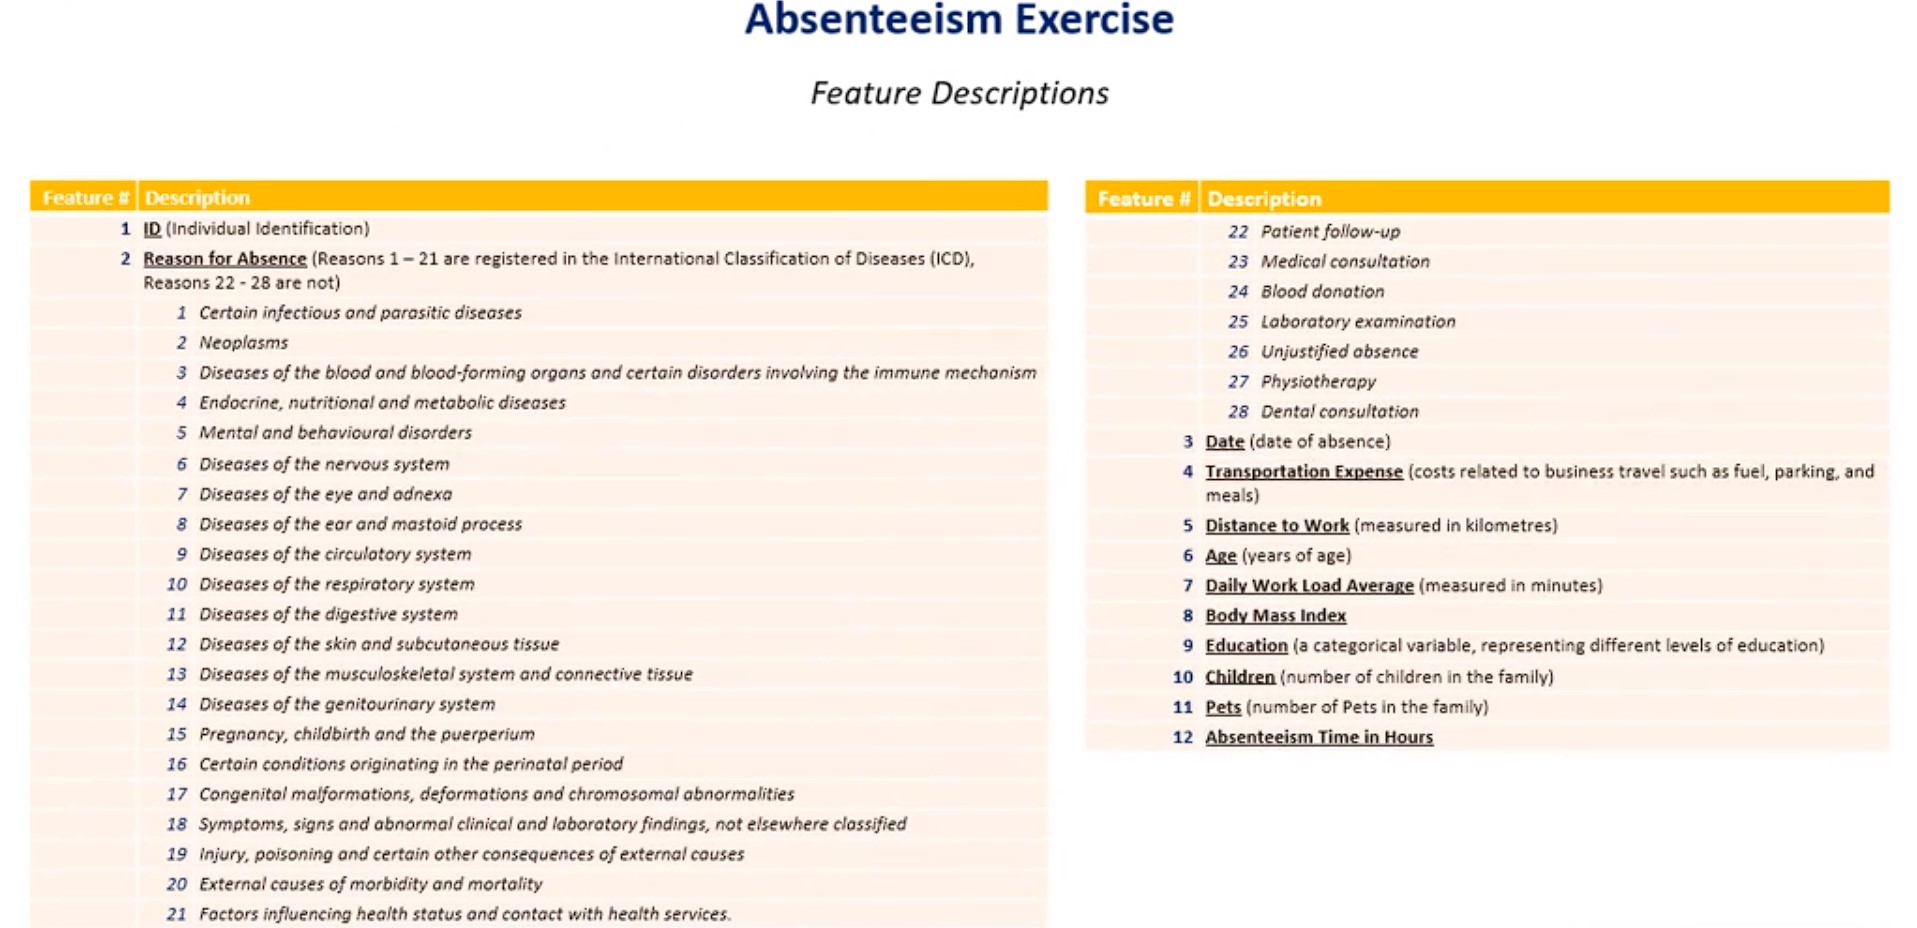 Absenteeism Exercise
Feature Descriptions
Feature # Description
1 ID (Individual Identification)
2 Reason for Absence (Reasons 1 – 21 are registered in the International Classification of Diseases (ICD),
Reasons 22 - 28 are not)
1 Certain infectious and parasitic diseases
2 Neoplasms
3 Diseases of the blood and blood-forming organs and certain disorders involving the immune mechanism
4 Endocrine, nutritional and metabolic diseases
5 Mental and behavioural disorders
6 Diseases of the nervous system
7 Diseases of the eye and adnexa
8 Diseases of the ear and mastoid process
9 Diseases of the circulatory system
10 Diseases of the respiratory system
11 Diseases of the digestive system
12 Diseases of the skin and subcutaneous tissue
13 Diseases of the musculoskeletal system and connective tissue
14 Diseases of the genitourinary system
15 Pregnancy, childbirth and the puerperium
16 Certain conditions originating in the perinatal period
17 Congenital malformations, deformations and chromosomal abnormalities
18 Symptoms, signs and abnormal clinical and laboratory findings, not elsewhere classified
19 Injury, poisoning and certain other consequences of external causes
20 External causes of morbidity and mortality
21 Factors influencing health status and contact with health services.
Feature # Description
22 Patient follow-up
23 Medical consultation
24 Blood donation
25 Laboratory examination
26 Unjustified absence
27 Physiotherapy
28 Dental consultation
3 Date (date of absence)
4 Transportation Expense (costs related to business travel such as fuel, parking, and
meals)
5 Distance to Work (measured in kilometres)
6 Age (years of age)
7 Daily Work Load Average (measured in minutes)
8 Body Mass Index
9 Education (a categorical variable, representing different levels of education)
10 Children (number of children in the family)
11 Pets (number of Pets in the family)
12 Absenteeism Time in Hours